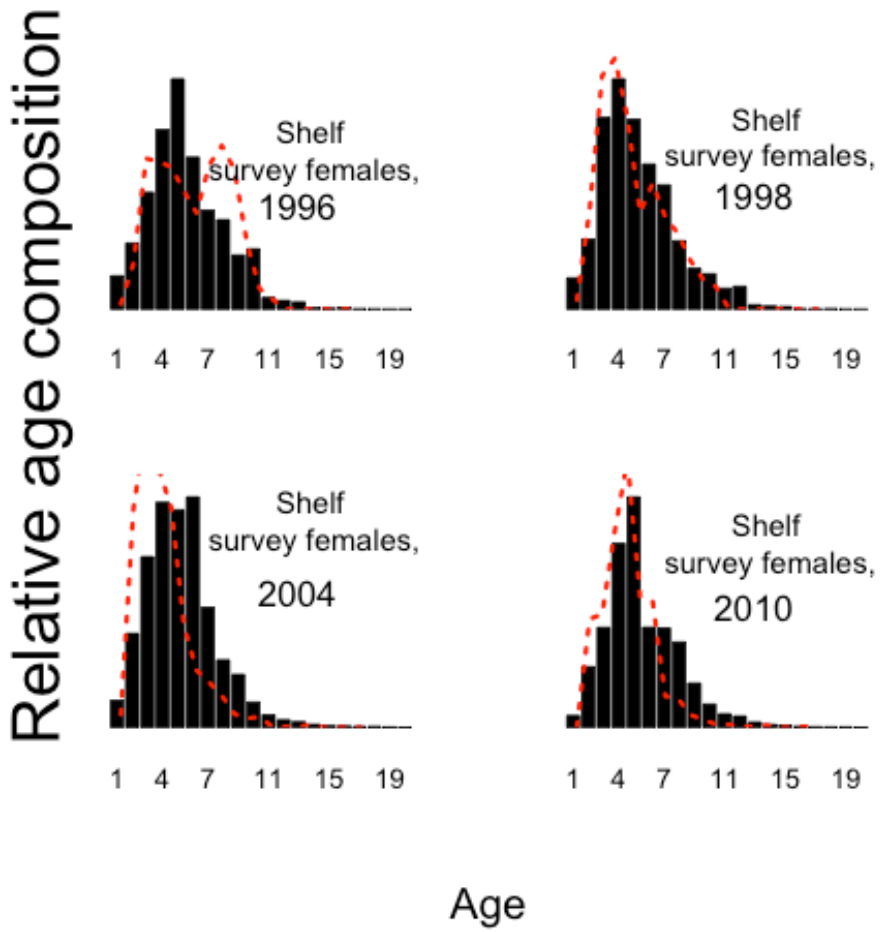 Relative age composition
Shelf
survey females,
1996
1 4 7 11 15 19
Shelf
survey females,
1998
1 4 7 11 15 19
Shelf
survey females,
2004
1 4 7 11 15 19
Shelf
survey females,
2010
1 4 7 11 15 19
Age